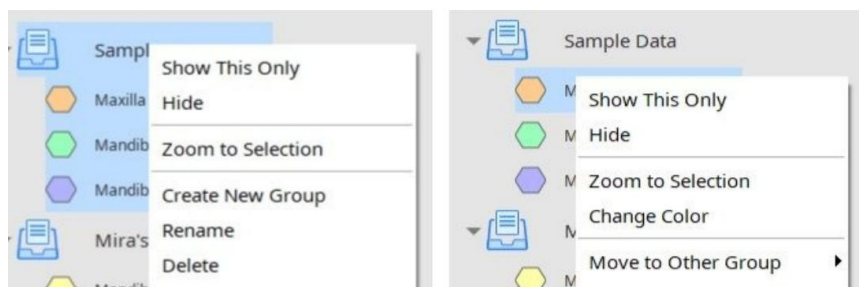 Sampl
Show This Only
Maxilla
Hide
Mandib
Zoom to Selection
Mandib
Create New Group
Mira's
Rename
Delete
Sample Data
M
Show This Only
M
Hide
M
Zoom to Selection
Change Color
M
Move to Other Group
M